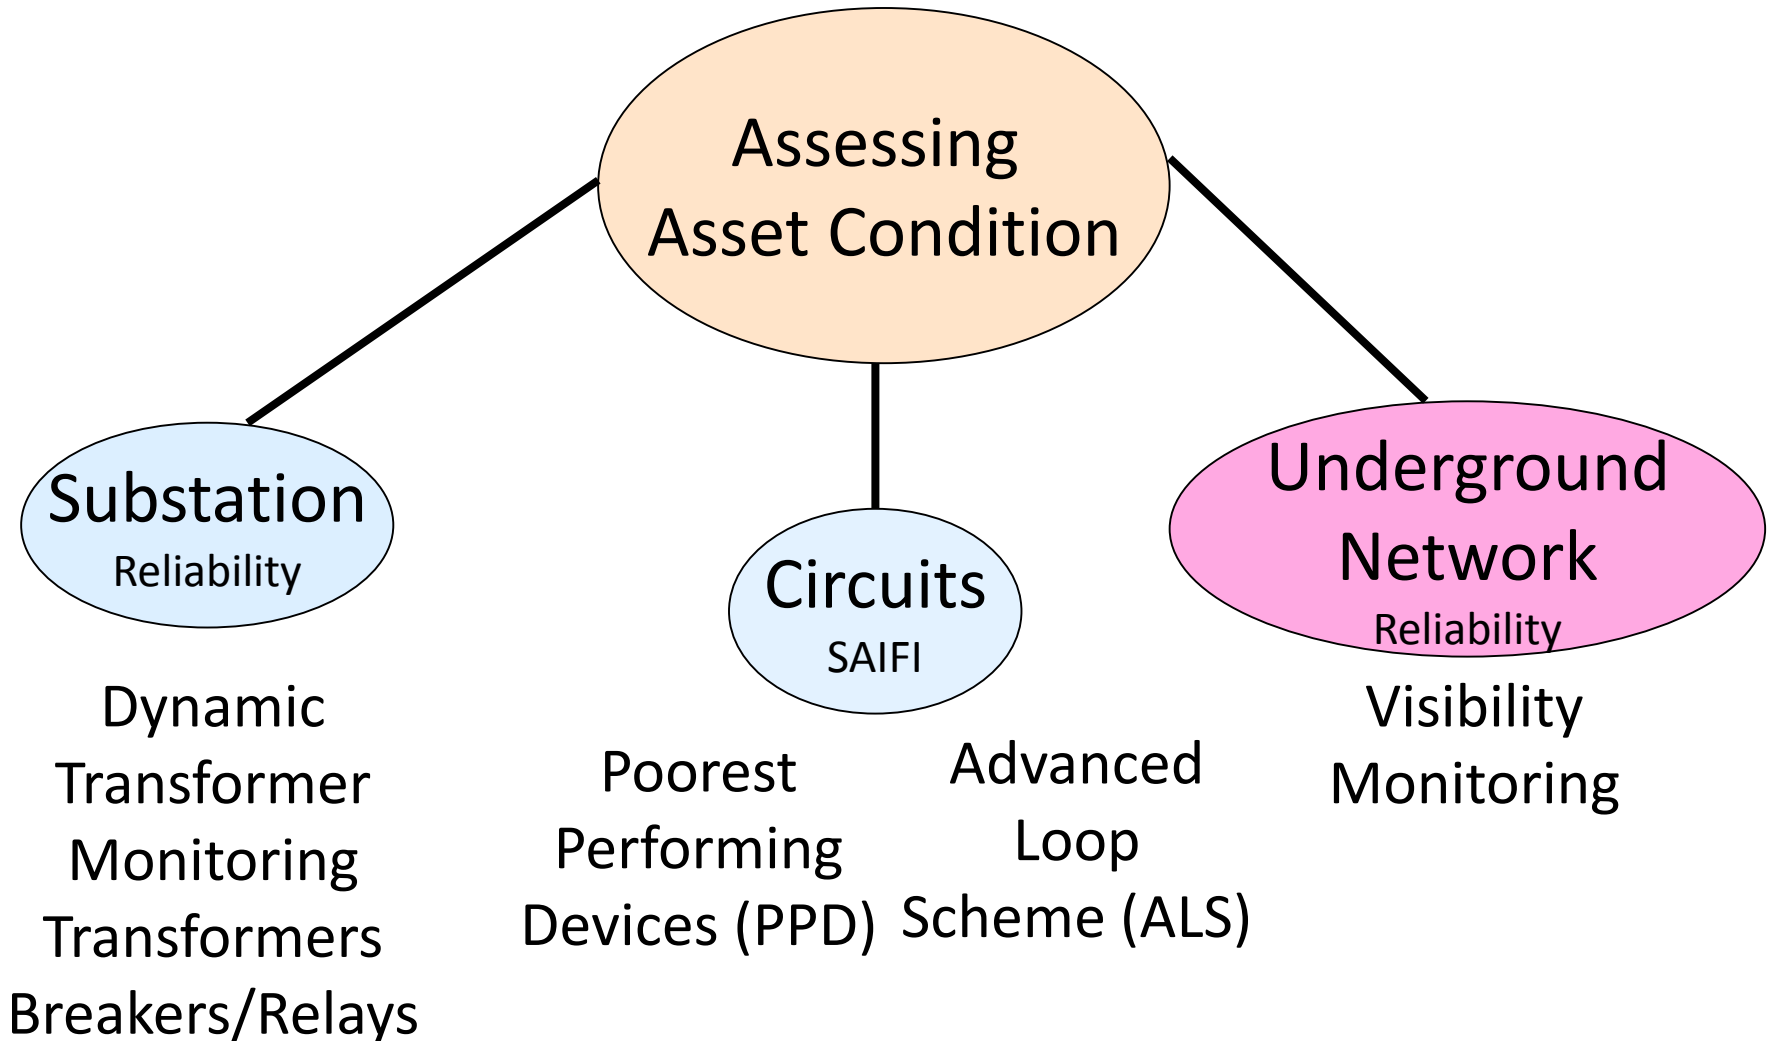 Assessing
Asset Condition
Substation
Reliability
Dynamic
Transformer
Monitoring
Transformers
Breakers/Relays
Circuits
SAIFI
Poorest
Performing
Devices (PPD)
Advanced
Loop
Scheme (ALS)
Underground
Network
Reliability
Visibility
Monitoring